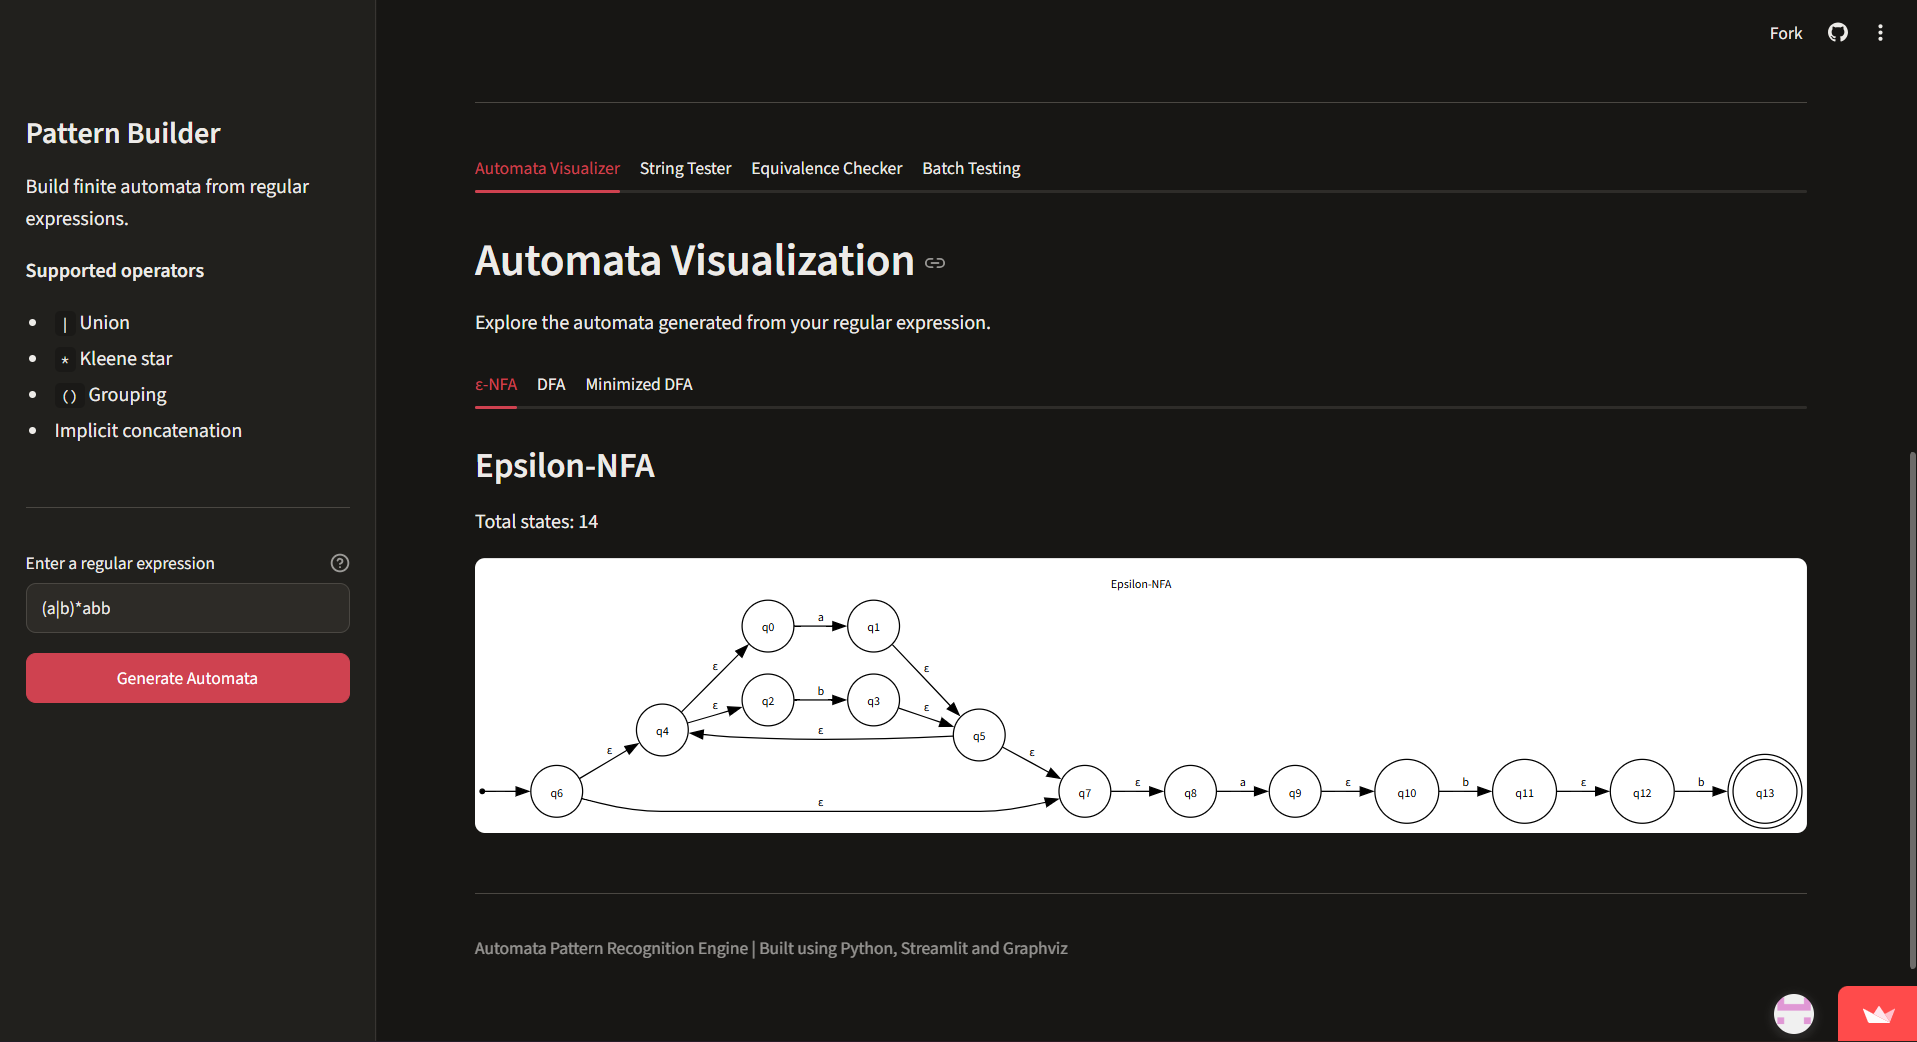 Fork
Pattern Builder
Build finite automata from regular
expressions.
Supported operators
| Union
* Kleene star
() Grouping
Implicit concatenation
Enter a regular expression
(a|b)*abb
Generate Automata
Automata Visualizer String Tester Equivalence Checker Batch Testing
Automata Visualization
Explore the automata generated from your regular expression.
ε-NFA DFA Minimized DFA
Epsilon-NFA
Total states: 14
Epsilon-NFA
q0 a q1
ε ε
q2 b q3
ε ε
q4 ε q5
ε ε
q6 ε q7 ε q8 a q9 ε q10 b q11 ε q12 b q13
Automata Pattern Recognition Engine | Built using Python, Streamlit and Graphviz